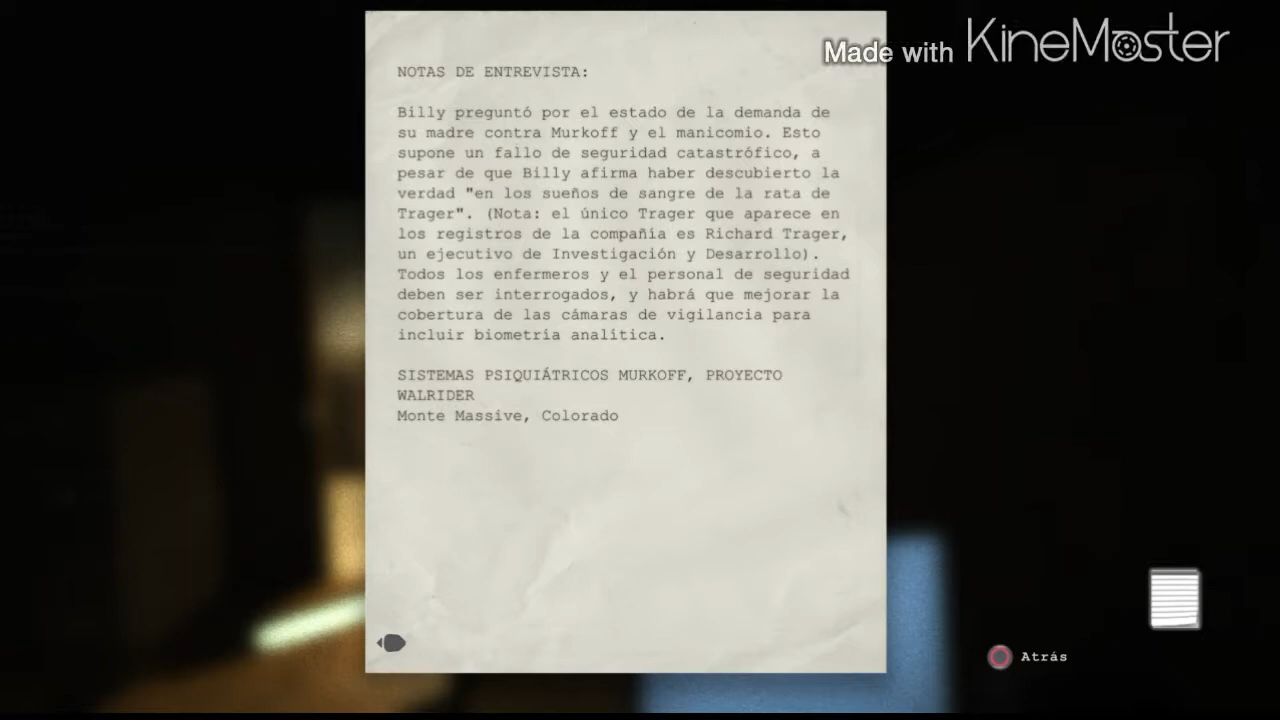 Made with KineMaster
NOTAS DE ENTREVISTA:
Billy preguntó por el estado de la demanda de
su madre contra Murkoff y el manicomio. Esto
supone un fallo de seguridad catastrófico, a
pesar de que Billy afirma haber descubierto la
verdad "en los sueños de sangre de la rata de
Trager". (Nota: el único Trager que aparece en
los registros de la compañía es Richard Trager,
un ejecutivo de Investigación y Desarrollo).
Todos los enfermeros y el personal de seguridad
deben ser interrogados, y habrá que mejorar la
cobertura de las cámaras de vigilancia para
incluir biometría analítica.
SISTEMAS PSIQUIÁTRICOS MURKOFF, PROYECTO
WALRIDER
Monte Massive, Colorado
Atrás